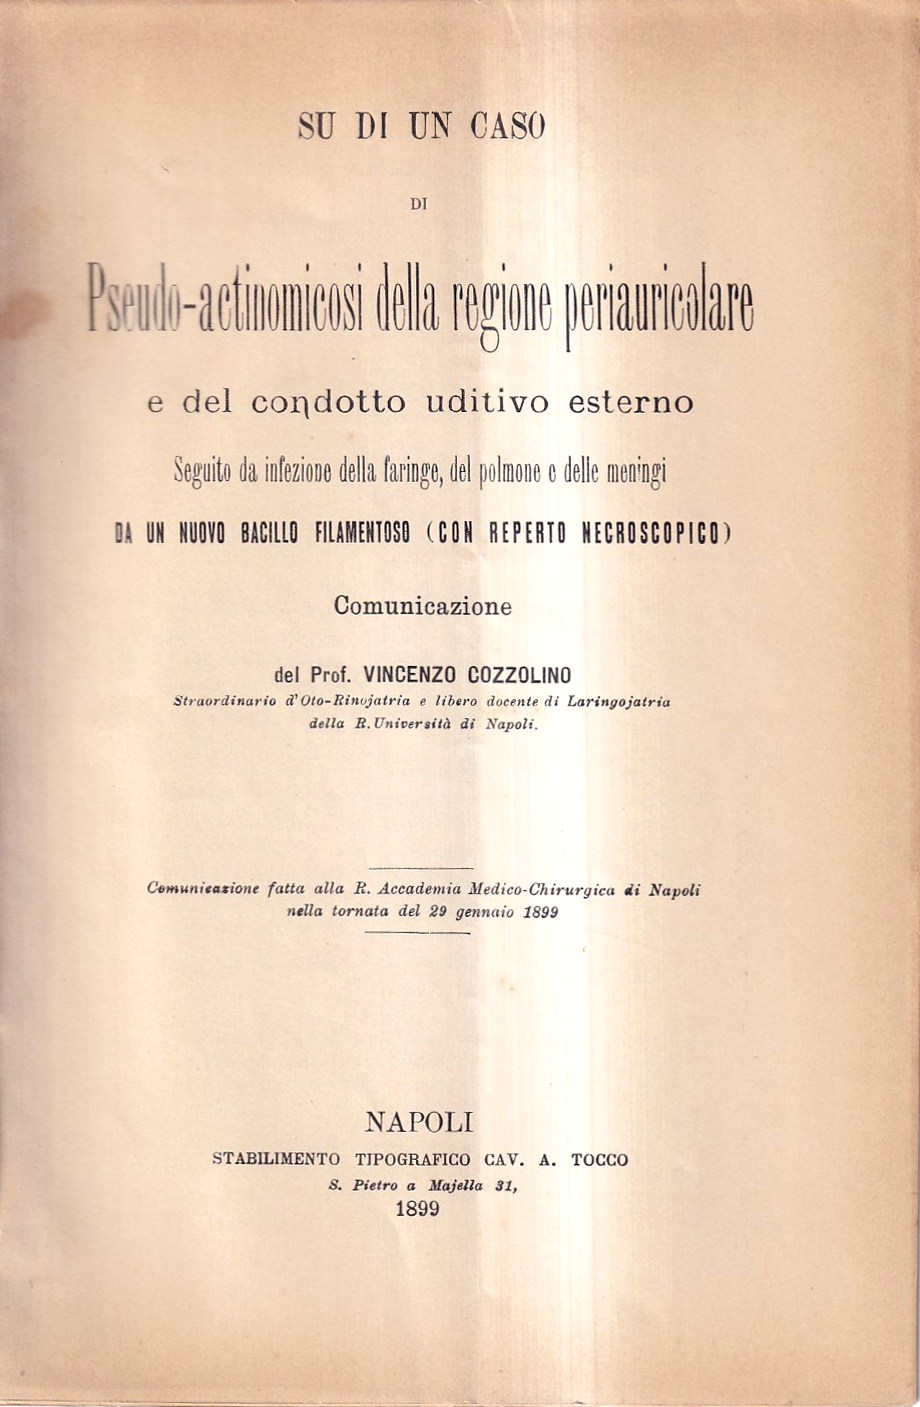 SU DI UN CASO
DI
Pseudo-actinomicosi della regione periauricolare
e del condotto uditivo esterno
Seguito da infezione della faringe, del polmone e delle meningi
DA UN NUOVO BACILLO FILAMENTOSO (CON REPERTO NECROSCOPICO)
Comunicazione
del Prof. VINCENZO COZZOLINO
Straordinario d'Oto-Rinojatria e libero docente di Laringojatria
della R. Università di Napoli.
Comunicazione fatta alla R. Accademia Medico-Chirurgica di Napoli
nella tornata del 29 gennaio 1899
NAPOLI
STABILIMENTO TIPOGRAFICO CAV. A. TOCCO
S. Pietro a Majella 31,
1899